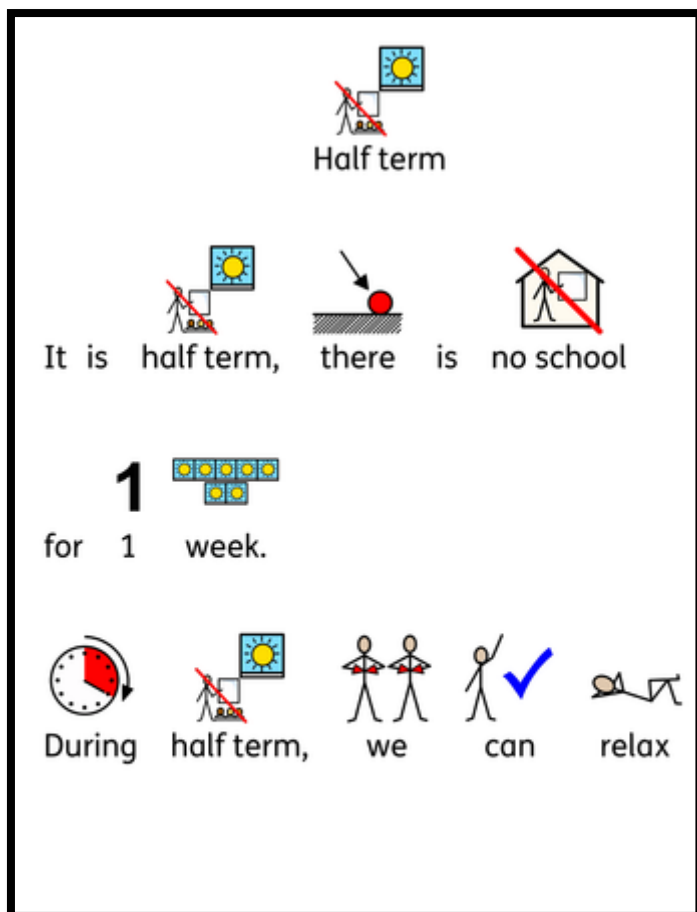 Half term
It is half term, there is no school
1
for 1 week.
During half term, we can relax